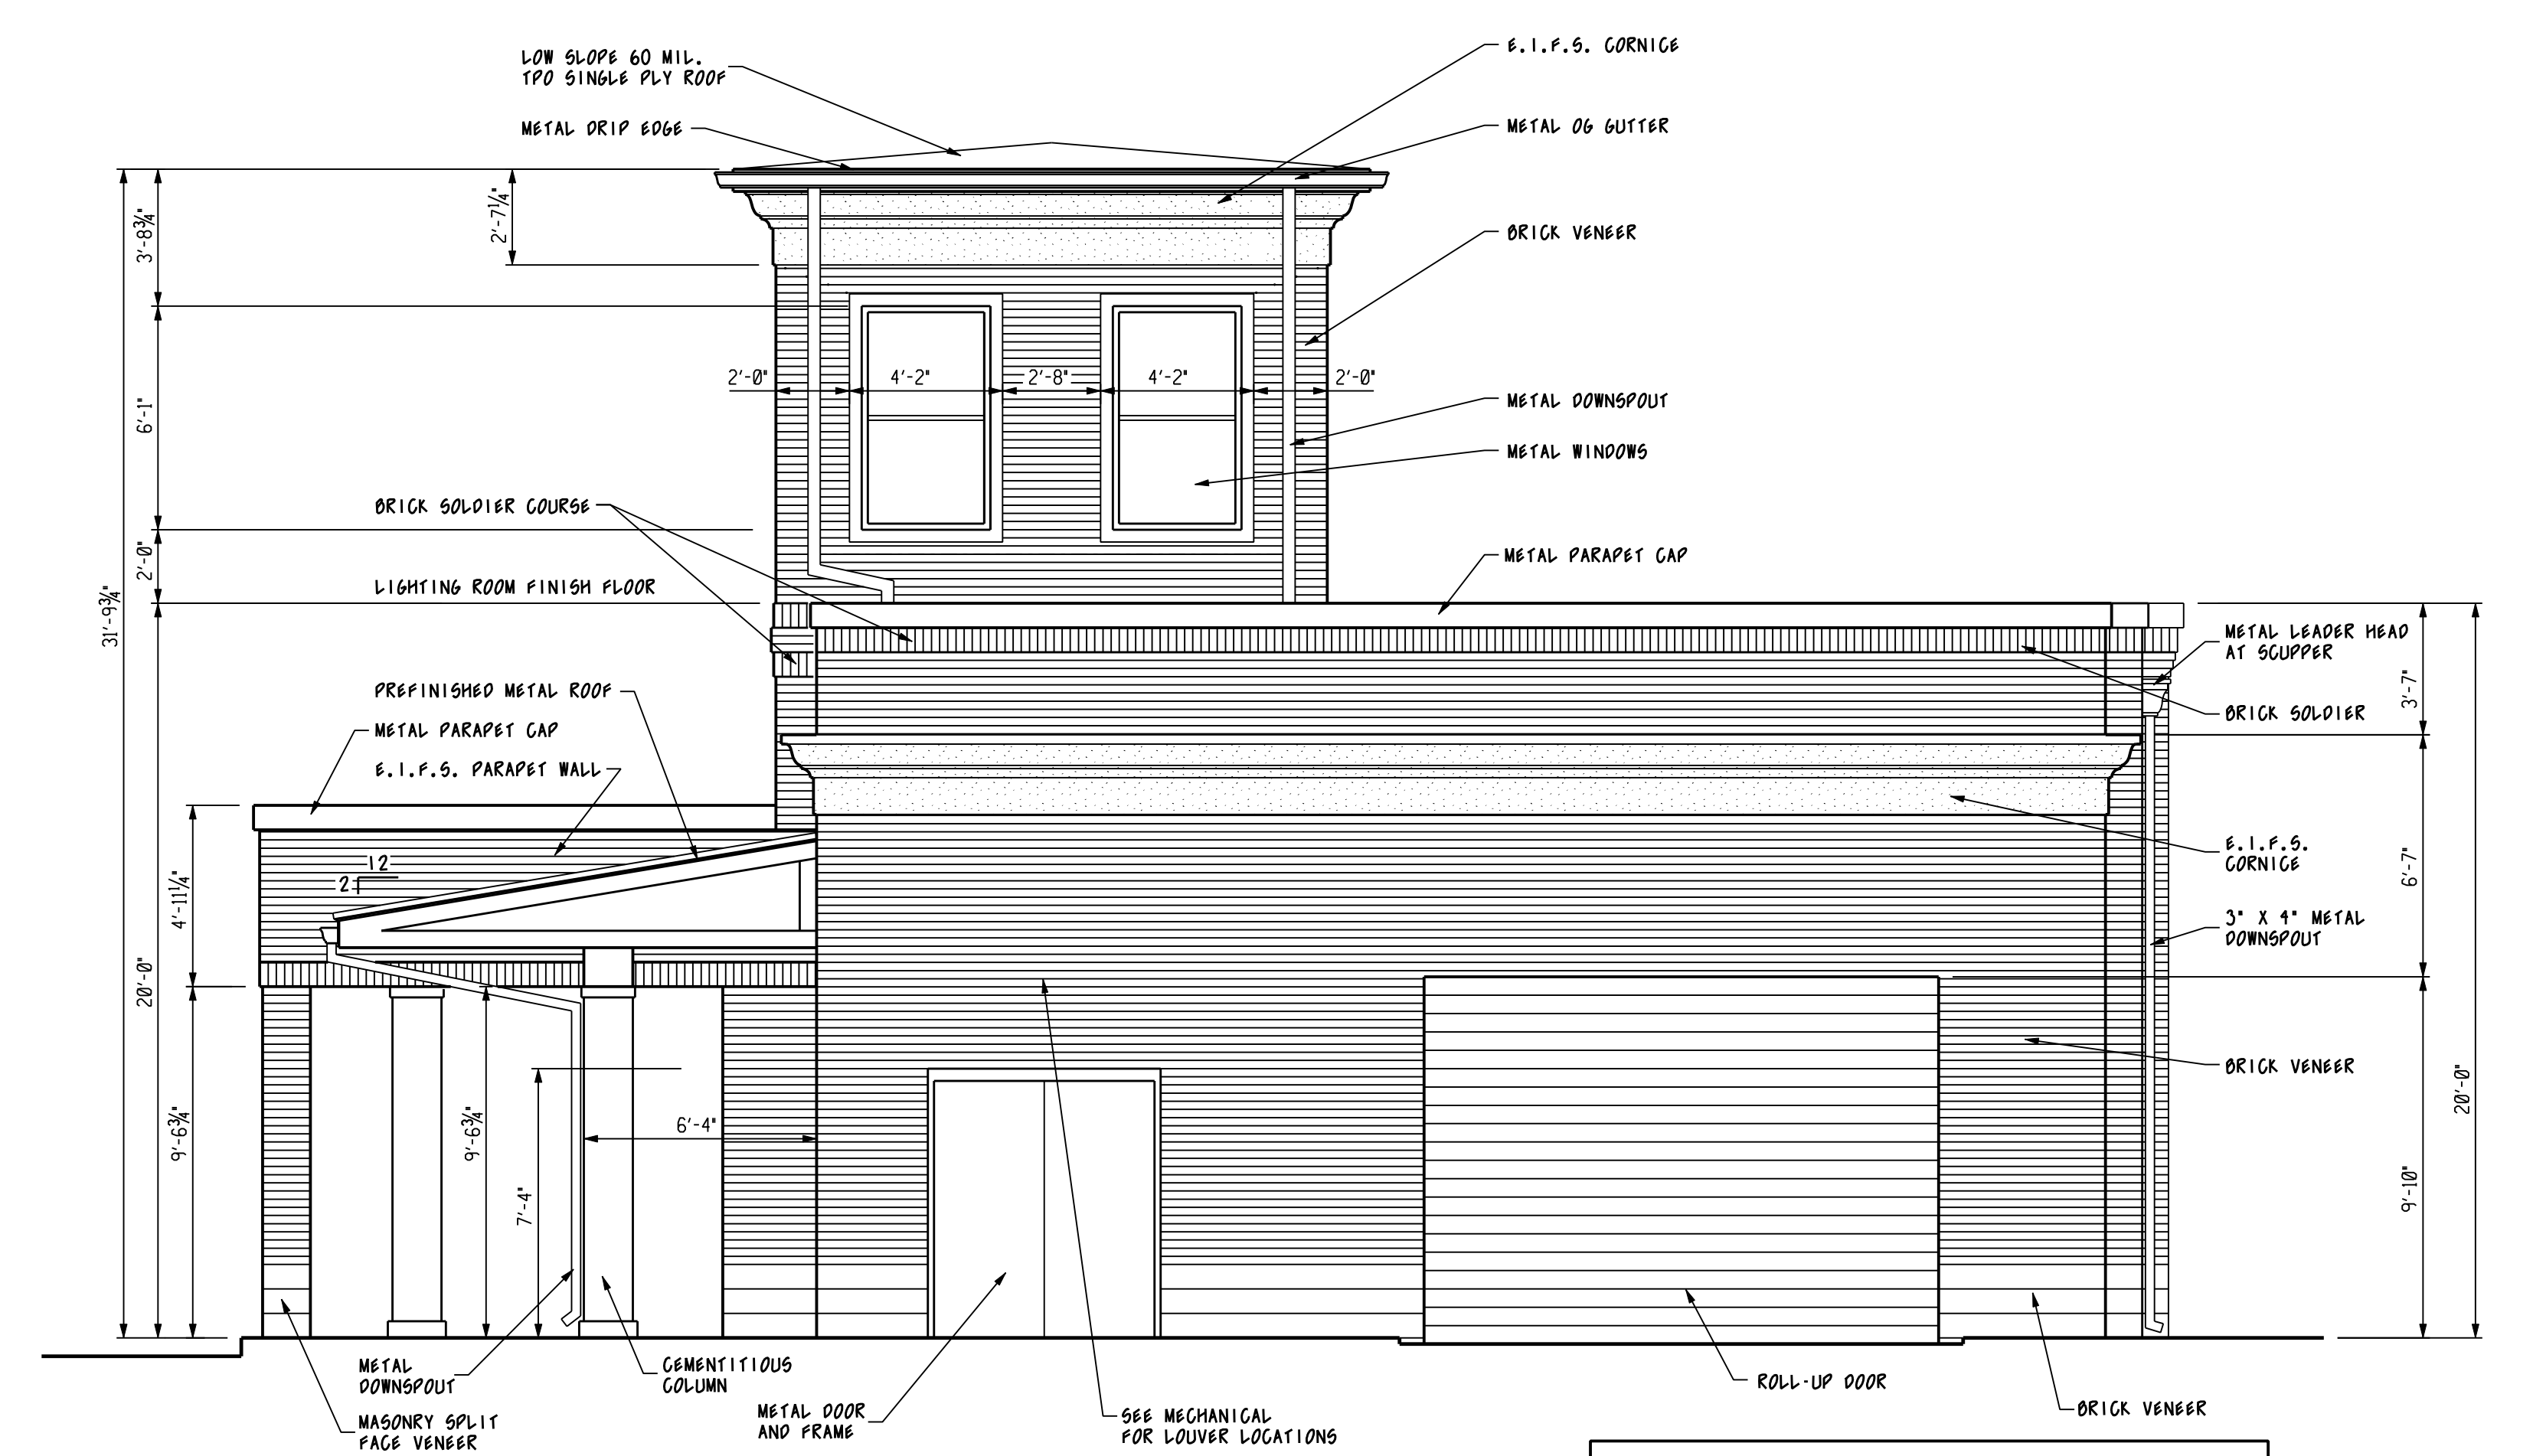 LOW SLOPE 60 MIL.
TPO SINGLE PLY ROOF
METAL DRIP EDGE
E.I.F.S. CORNICE
METAL OG GUTTER
BRICK VENEER
3'-8¾"
2'-7¼"
2'-0"
4'-2"
2'-8"
4'-2"
2'-0"
METAL DOWNSPOUT
METAL WINDOWS
6'-1"
BRICK SOLDIER COURSE
2'-0"
LIGHTING ROOM FINISH FLOOR
31'-9¾"
METAL PARAPET CAP
METAL LEADER HEAD
AT SCUPPER
3'-7"
BRICK SOLDIER
PREFINISHED METAL ROOF
METAL PARAPET CAP
E.I.F.S. PARAPET WALL
12
2
4'-11¼"
20'-0"
E.I.F.S.
CORNICE
6'-7"
3" X 4" METAL
DOWNSPOUT
BRICK VENEER
20'-0"
9'-6¾"
9'-6¾"
7'-4"
6'-4"
9'-10"
METAL
DOWNSPOUT
CEMENTITIOUS
COLUMN
MASONRY SPLIT
FACE VENEER
METAL DOOR
AND FRAME
SEE MECHANICAL
FOR LOUVER LOCATIONS
ROLL-UP DOOR
BRICK VENEER